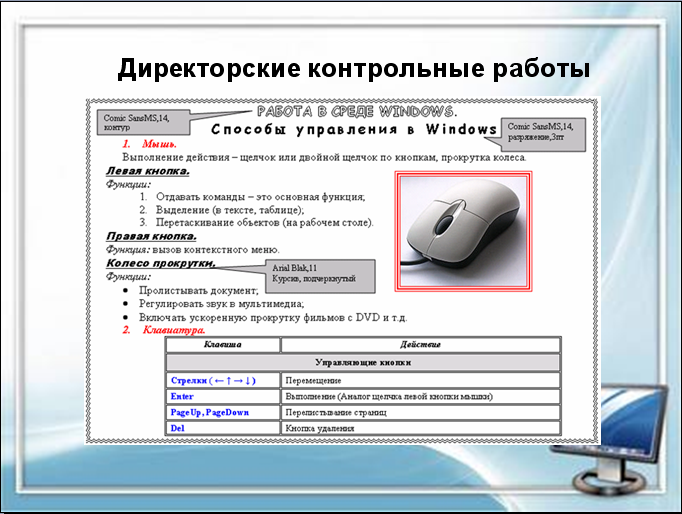 Директорские контрольные работы
Comic SansMS,14,
контур
РАБОТА В СРЕДЕ WINDOWS.
Способы управления в Windows
Comic SansMS,14,
разряжение,3пт
1. Мышь.
Выполнение действия – щелчок или двойной щелчок по кнопкам, прокрутка колеса.
Левая кнопка.
Функции:
1. Отдавать команды – это основная функция;
2. Выделение (в тексте, таблице);
3. Перетаскивание объектов (на рабочем столе).
Правая кнопка.
Функция: вызов контекстного меню.
Колесо прокрутки.
Arial Blak,11
Курсив, подчеркнутый
Функции:
• Пролистывать документ;
• Регулировать звук в мультимедиа;
• Включать ускоренную прокрутку фильмов с DVD и т.д.
2. Клавиатура.
Клавиша Действие
Управляющие кнопки
Стрелки ( ← ↑ → ↓ ) Перемещение
Enter Выполнение (Аналог щелчка левой кнопки мышки)
PageUp, PageDown Перелистывание страниц
Del Кнопка удаления